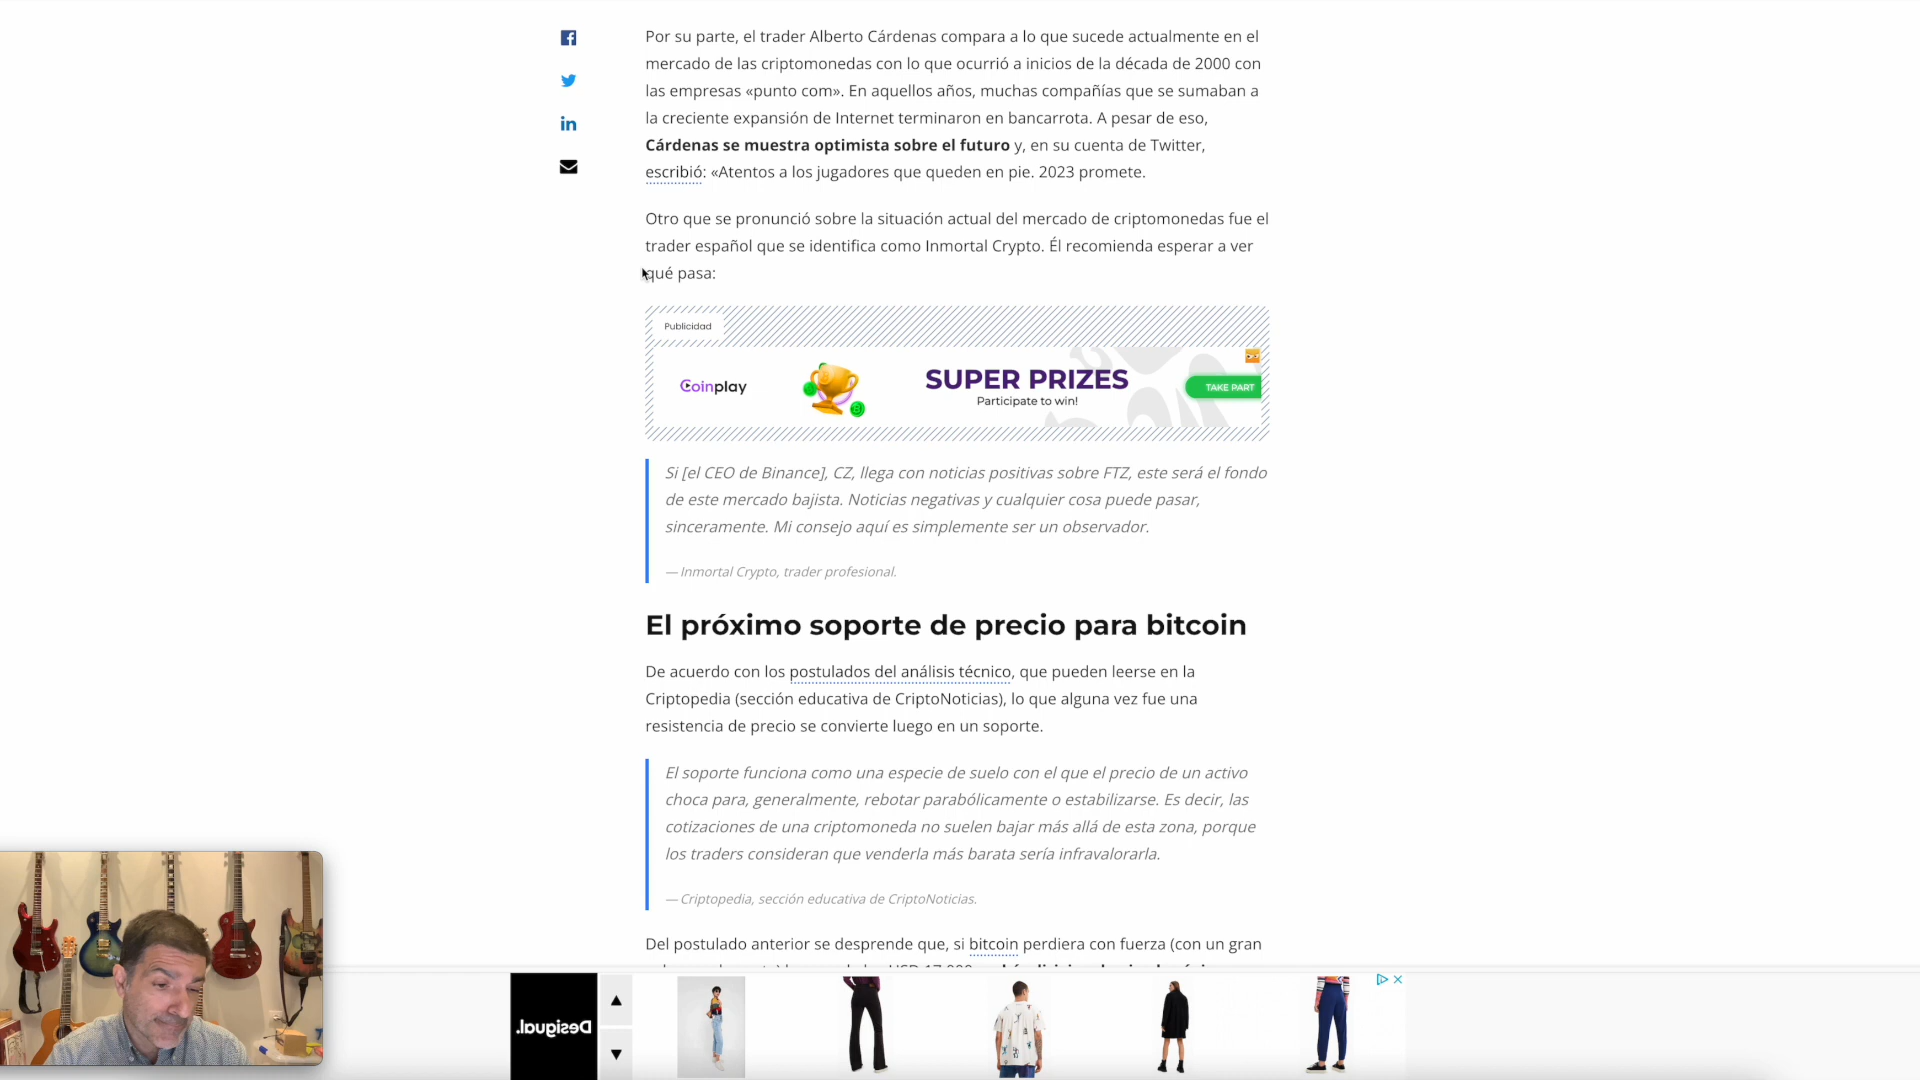 Por su parte, el trader Alberto Cárdenas compara a lo que sucede actualmente en el
mercado de las criptomonedas con lo que ocurrió a inicios de la década de 2000 con
las empresas «punto com». En aquellos años, muchas compañías que se sumaban a
la creciente expansión de Internet terminaron en bancarrota. A pesar de eso,
Cárdenas se muestra optimista sobre el futuro y, en su cuenta de Twitter,
escribió: «Atentos a los jugadores que queden en pie. 2023 promete.
Otro que se pronunció sobre la situación actual del mercado de criptomonedas fue el
trader español que se identifica como Inmortal Crypto. Él recomienda esperar a ver
qué pasa:
Publicidad
Coinplay
SUPER PRIZES
Participate to win!
TAKE PART
Si [el CEO de Binance], CZ, llega con noticias positivas sobre FTZ, este será el fondo
de este mercado bajista. Noticias negativas y cualquier cosa puede pasar,
sinceramente. Mi consejo aquí es simplemente ser un observador.
— Inmortal Crypto, trader profesional.
El próximo soporte de precio para bitcoin
De acuerdo con los postulados del análisis técnico, que pueden leerse en la
Criptopedia (sección educativa de CriptoNoticias), lo que alguna vez fue una
resistencia de precio se convierte luego en un soporte.
El soporte funciona como una especie de suelo con el que el precio de un activo
choca para, generalmente, rebotar parabólicamente o estabilizarse. Es decir, las
cotizaciones de una criptomoneda no suelen bajar más allá de esta zona, porque
los traders consideran que venderla más barata sería infravalorarla.
— Criptopedia, sección educativa de CriptoNoticias.
Del postulado anterior se desprende que, si bitcoin perdiera con fuerza (con un gran
Desigual.